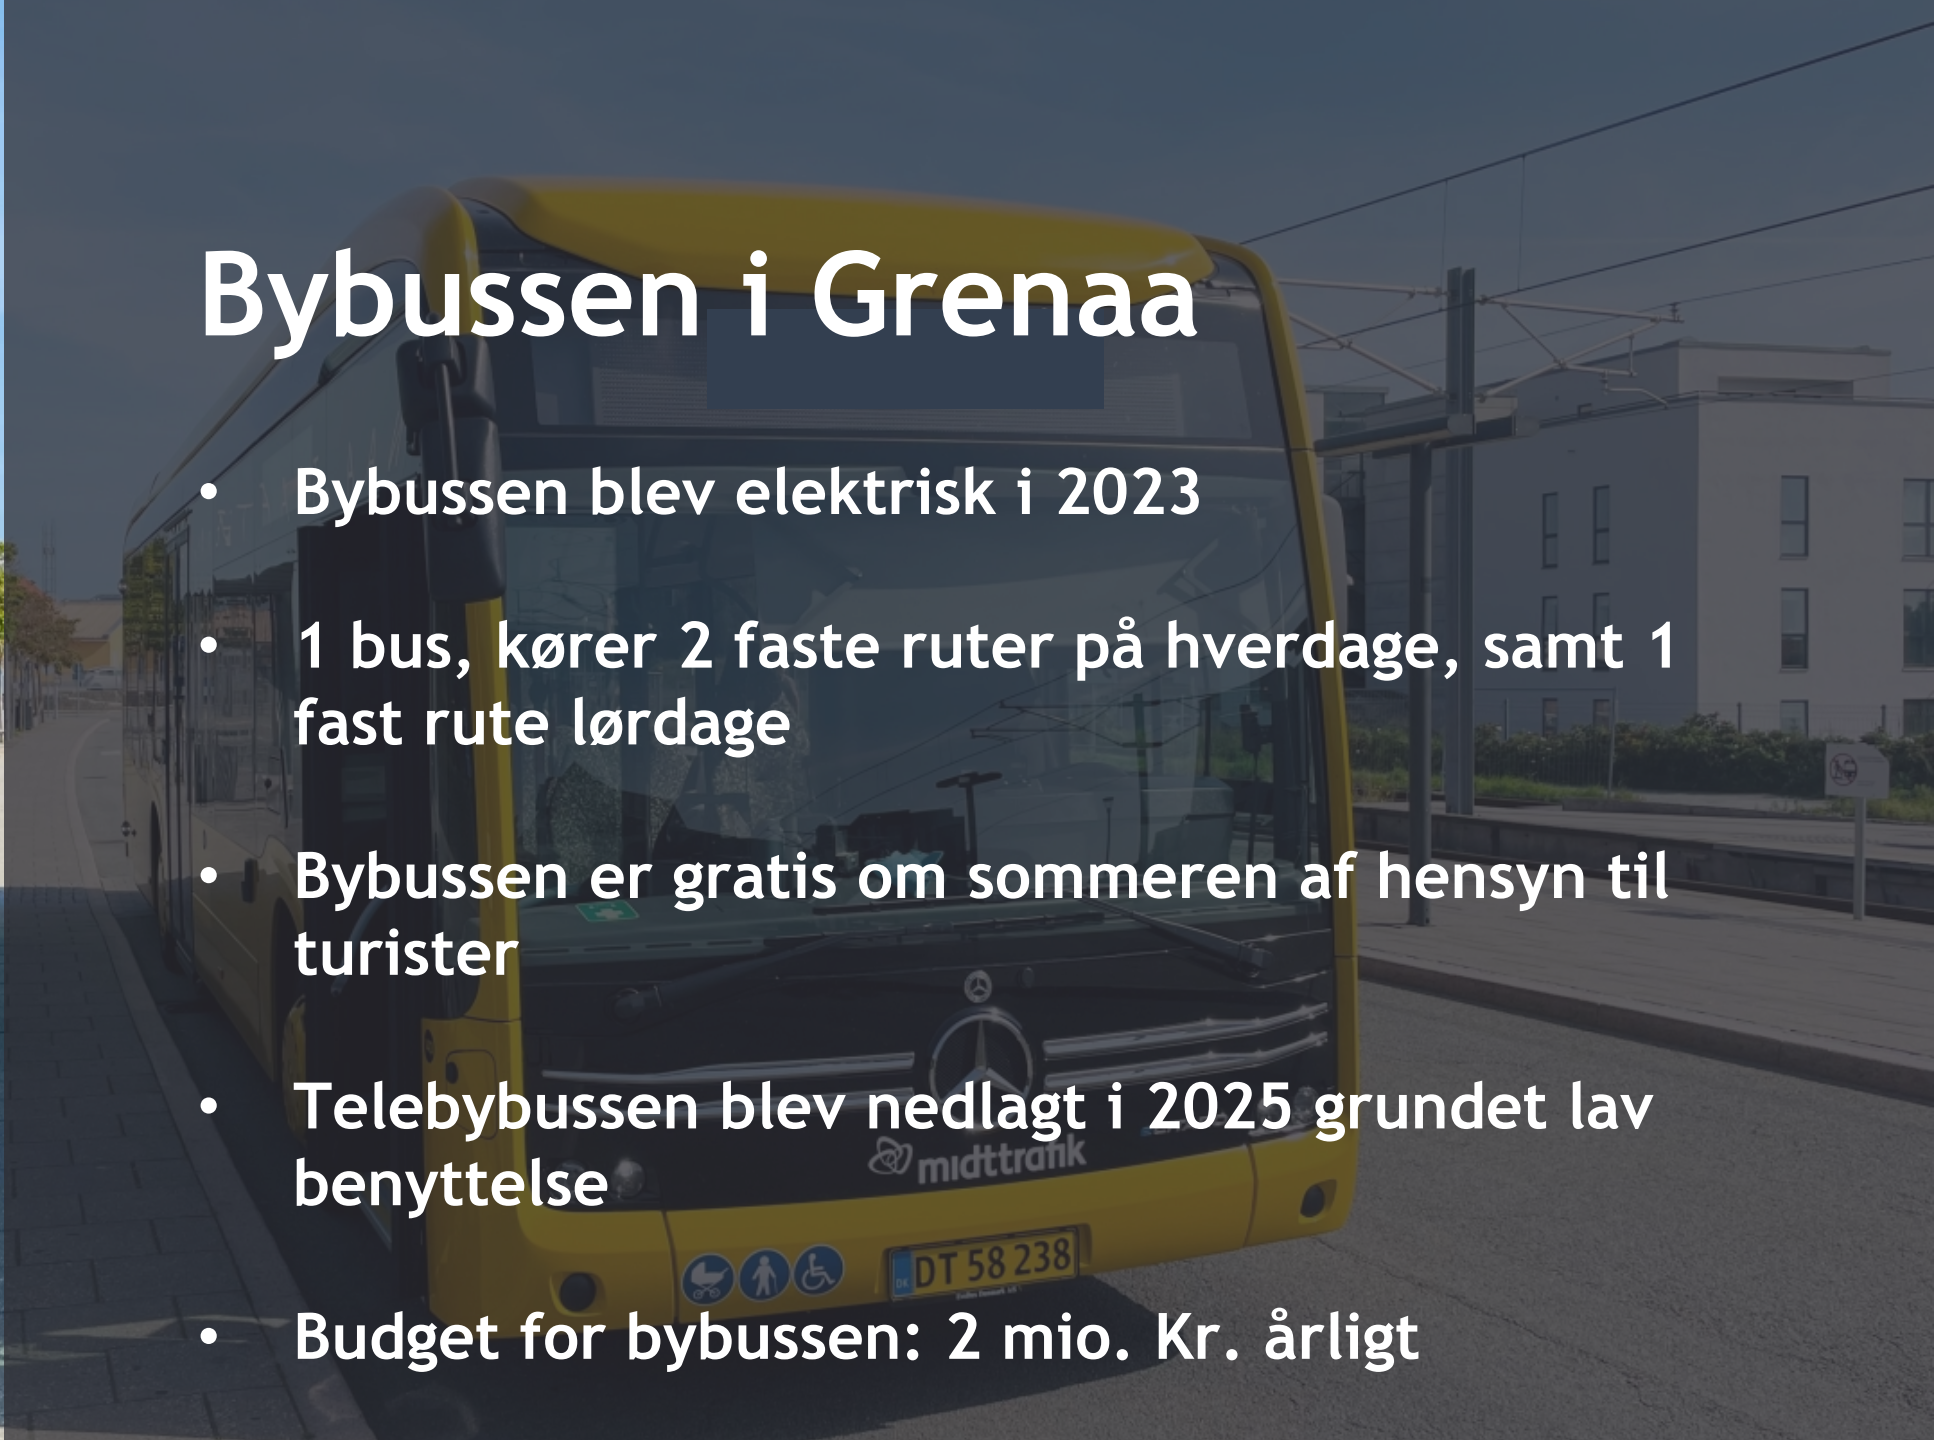 Bybussen i Grenaa
• Bybussen blev elektrisk i 2023
• 1 bus, kører 2 faste ruter på hverdage, samt 1
fast rute lørdage
• Bybussen er gratis om sommeren af hensyn til
turister
• Telebybussen blev nedlagt i 2025 grundet lav
benyttelse
midttrafik
DK DT 58 238
• Budget for bybussen: 2 mio. Kr. årligt